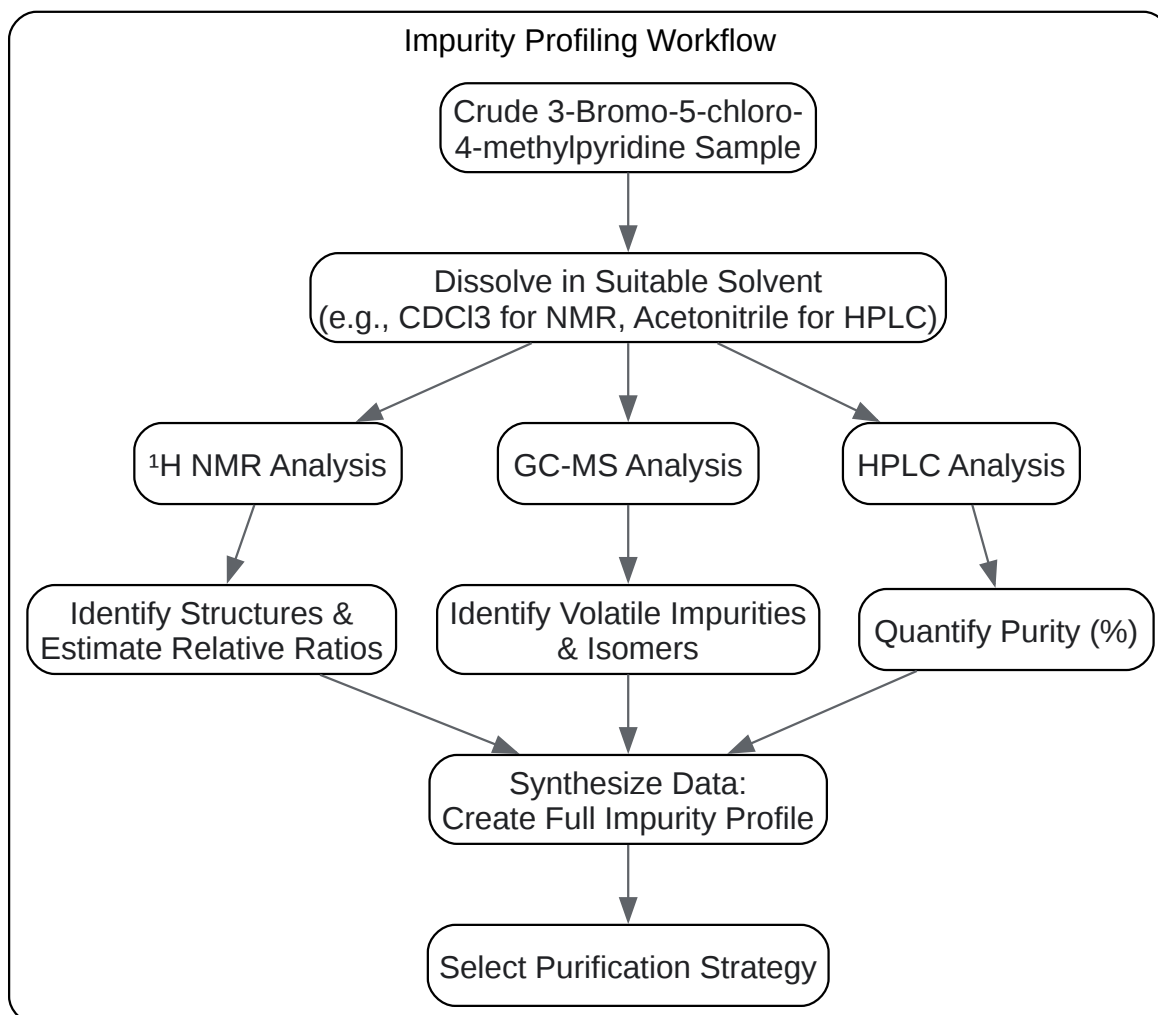 Impurity Profiling Workflow
Crude 3-Bromo-5-chloro-
4-methylpyridine Sample
Dissolve in Suitable Solvent
(e.g., CDCl3 for NMR, Acetonitrile for HPLC)
¹H NMR Analysis
GC-MS Analysis
HPLC Analysis
Identify Structures &
Estimate Relative Ratios
Identify Volatile Impurities
& Isomers
Quantify Purity (%)
Synthesize Data:
Create Full Impurity Profile
Select Purification Strategy